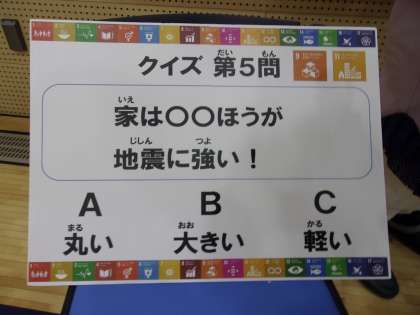 クイズ 第5問
家は〇〇ほうが
地震に強い！
A B C
丸い 大きい 軽い